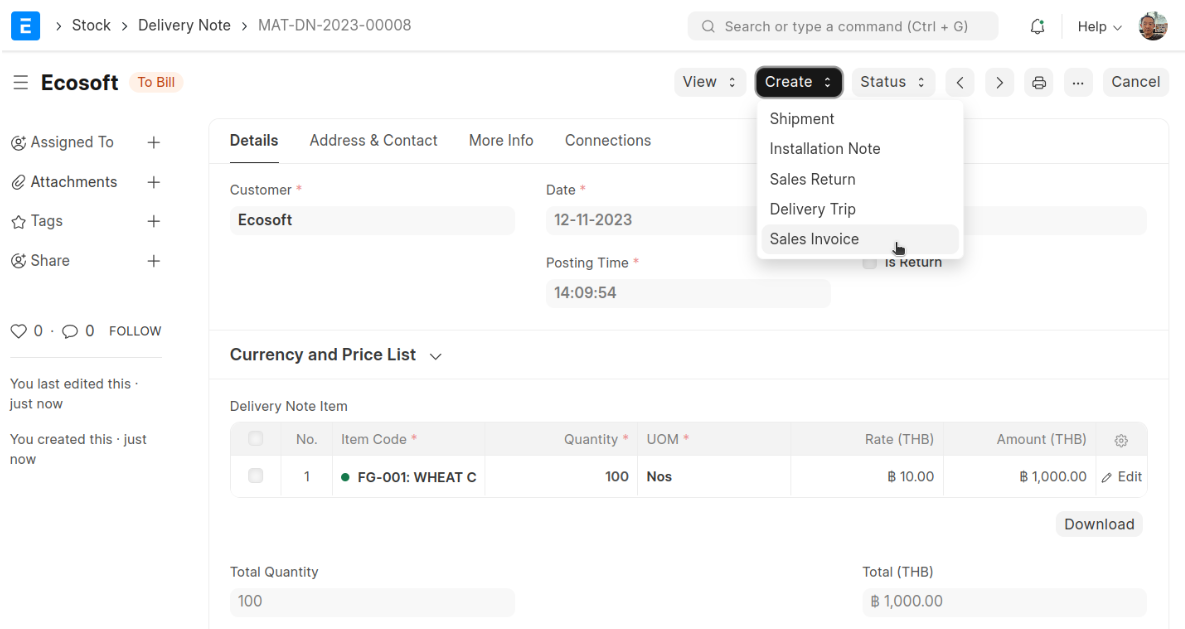 E › Stock › Delivery Note › MAT-DN-2023-00008
Search or type a command (Ctrl + G)
Help
Ecosoft
To Bill
View
Create
Status
Cancel
Shipment
Installation Note
Sales Return
Delivery Trip
Sales Invoice
Assigned To
Attachments
Tags
Share
0 · 0 FOLLOW
You last edited this ·
just now
You created this · just
now
Details
Address & Contact
More Info
Connections
Customer *
Ecosoft
Date *
12-11-2023
Posting Time *
14:09:54
Is Return
Currency and Price List
Delivery Note Item
No. Item Code * Quantity * UOM * Rate (THB) Amount (THB)
1 FG-001: WHEAT C 100 Nos ฿ 10.00 ฿ 1,000.00 Edit
Download
Total Quantity
100
Total (THB)
฿ 1,000.00